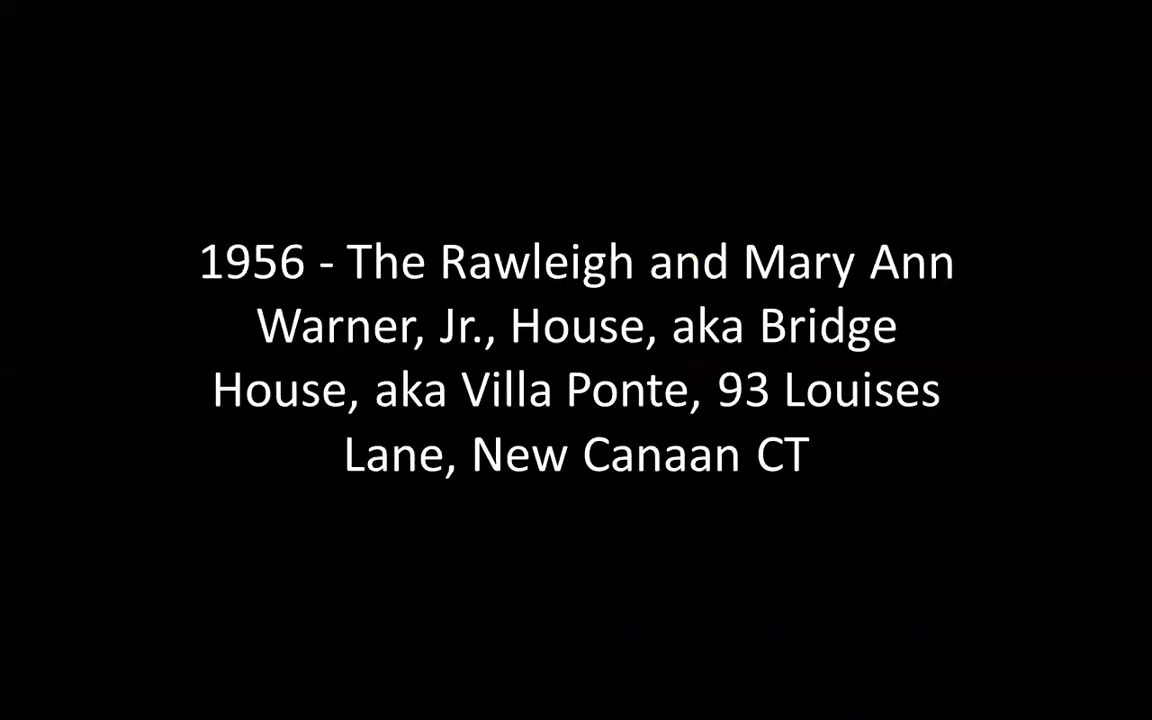 1956 - The Rawleigh and Mary Ann
Warner, Jr., House, aka Bridge
House, aka Villa Ponte, 93 Louises
Lane, New Canaan CT